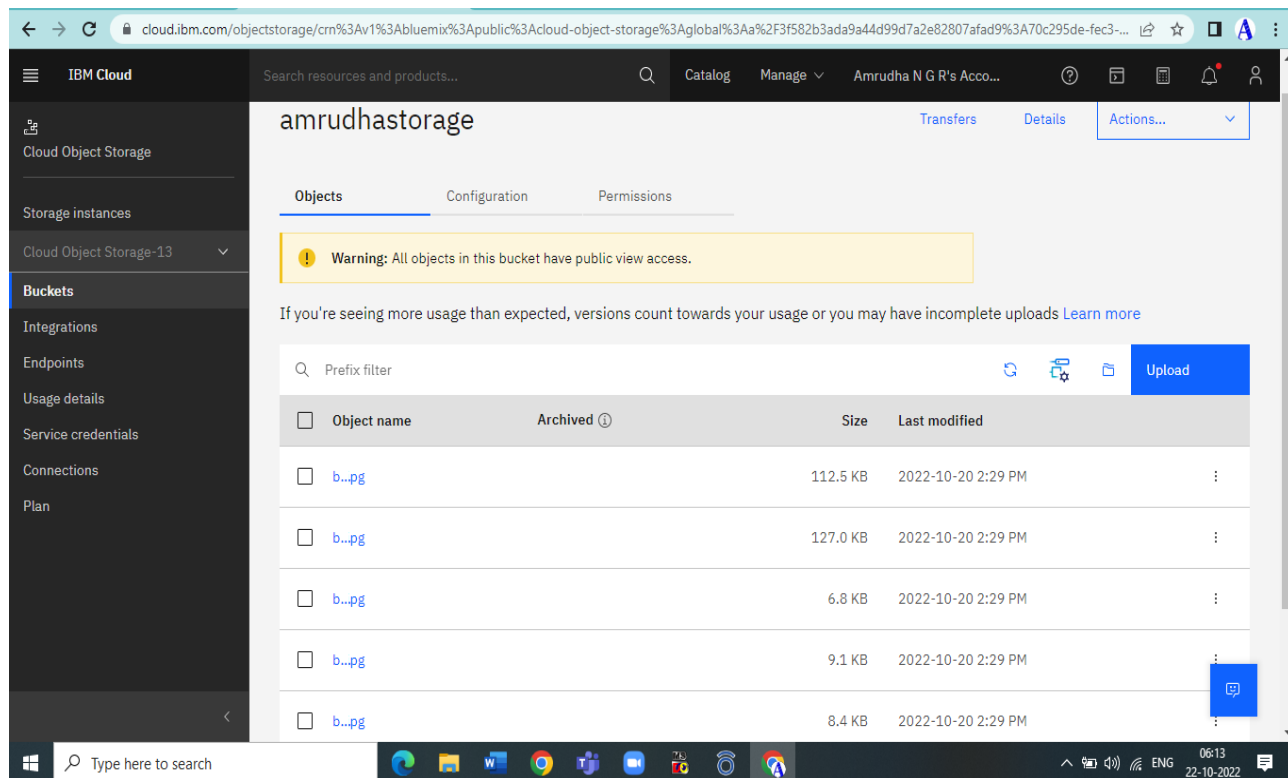 cloud.ibm.com/objectstorage/crn%3Av1%3Abluemix%3Apublic%3Acloud-object-storage%3Aglobal%3Aa%2F3f582b3ada9a44d99d7a2e82807afad9%3A70c295de-fec3-...
IBM Cloud Search resources and products... Catalog Manage Amrudha N G R's Acco...
Cloud Object Storage
Storage instances
Cloud Object Storage-13
Buckets
Integrations
Endpoints
Usage details
Service credentials
Connections
Plan
amrudhastorage Transfers Details Actions...
Objects Configuration Permissions
Warning: All objects in this bucket have public view access.
If you're seeing more usage than expected, versions count towards your usage or you may have incomplete uploads Learn more
Prefix filter Upload
Object name Archived Size Last modified
b...pg 112.5 KB 2022-10-20 2:29 PM
b...pg 127.0 KB 2022-10-20 2:29 PM
b...pg 6.8 KB 2022-10-20 2:29 PM
b...pg 9.1 KB 2022-10-20 2:29 PM
b...pg 8.4 KB 2022-10-20 2:29 PM
Type here to search ENG 06:13
22-10-2022